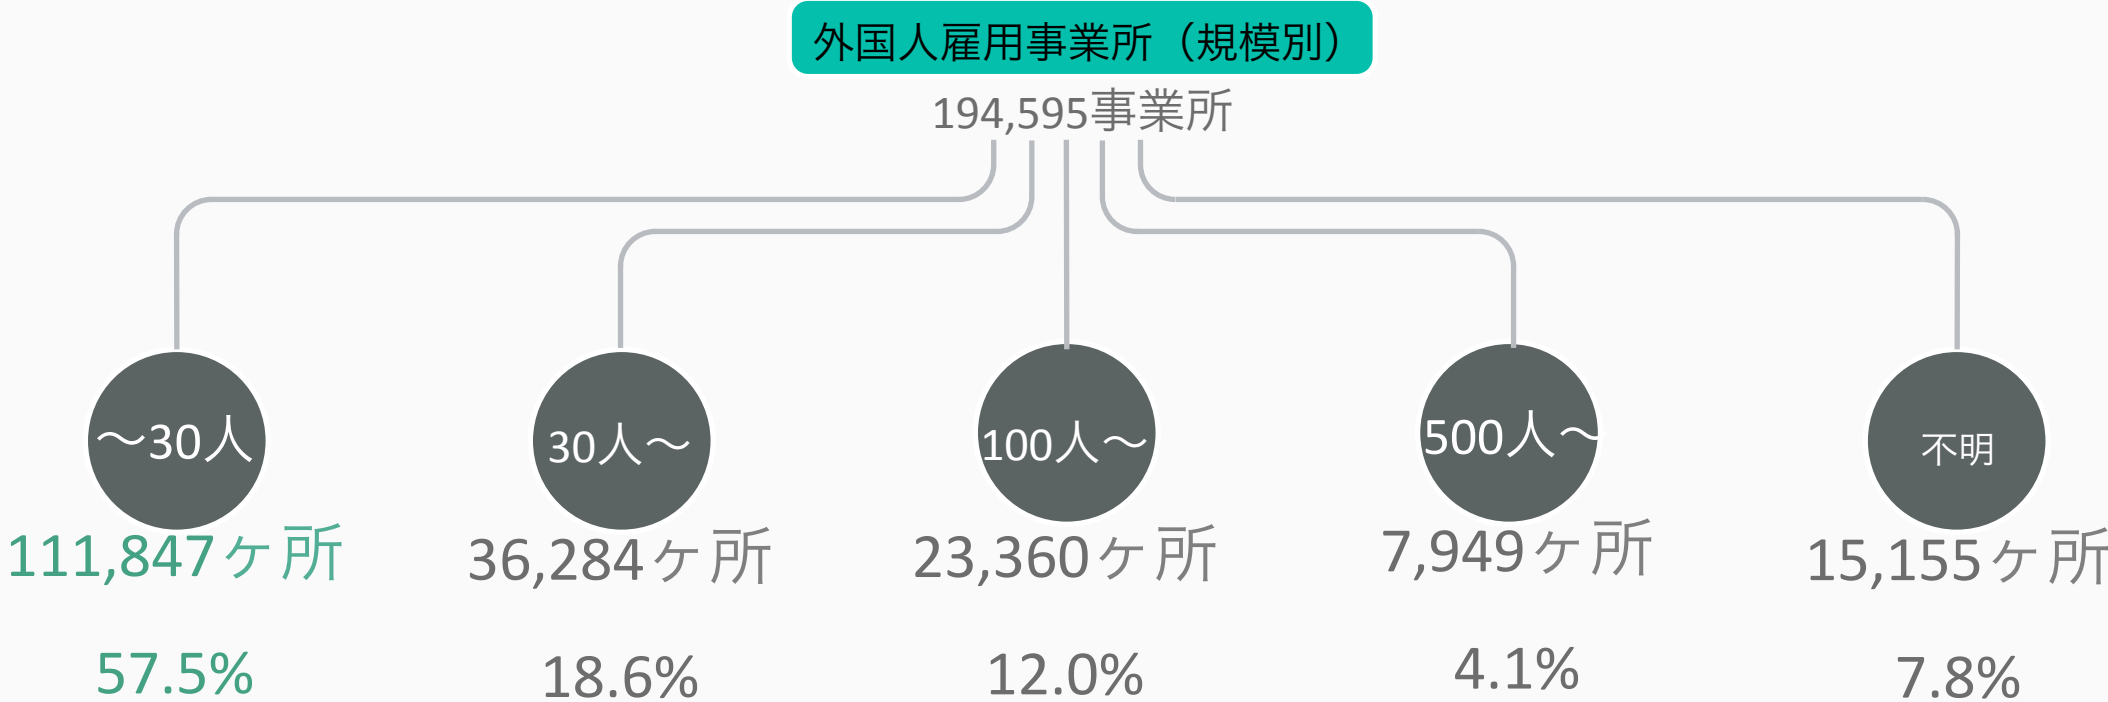 外国人雇用事業所（規模別）
194,595事業所
～30人
30人～
100人～
500人～
不明
111,847ヶ所
36,284ヶ所
23,360ヶ所
7,949ヶ所
15,155ヶ所
57.5%
18.6%
12.0%
4.1%
7.8%